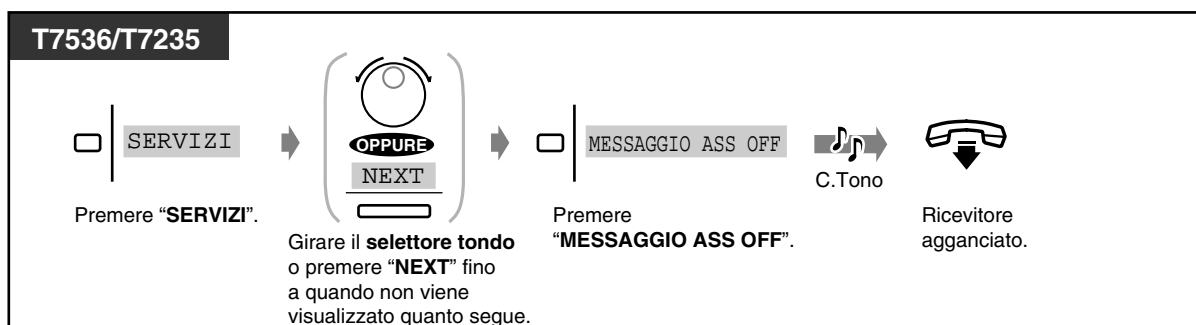 T7536/T7235
SERVIZI
OPPURE
NEXT
MESSAGGIO ASS OFF
C.Tono
Premere “SERVIZI”.
Girare il selettore tondo
o premere “NEXT” fino
a quando non viene
visualizzato quanto segue.
Premere
“MESSAGGIO ASS OFF”.
Ricevitore
agganciato.